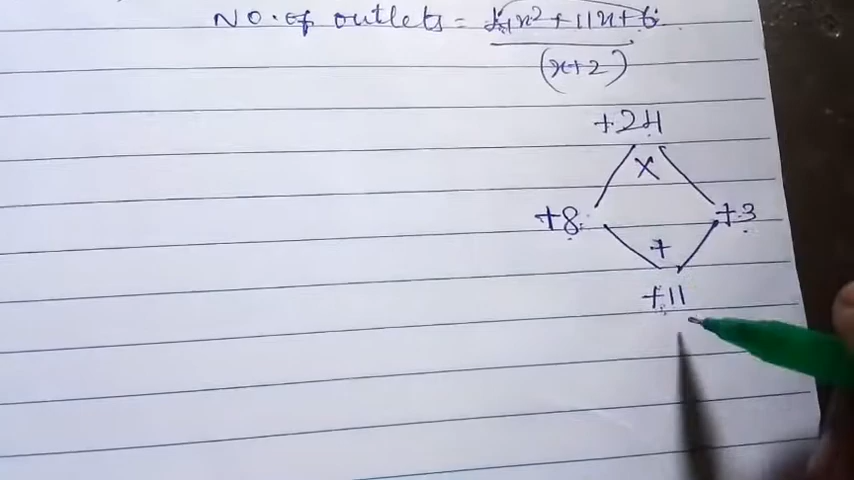 No. of outlets = 4x² + 11x + 6
(x+2)
+24
×
+8 +3
+
+11